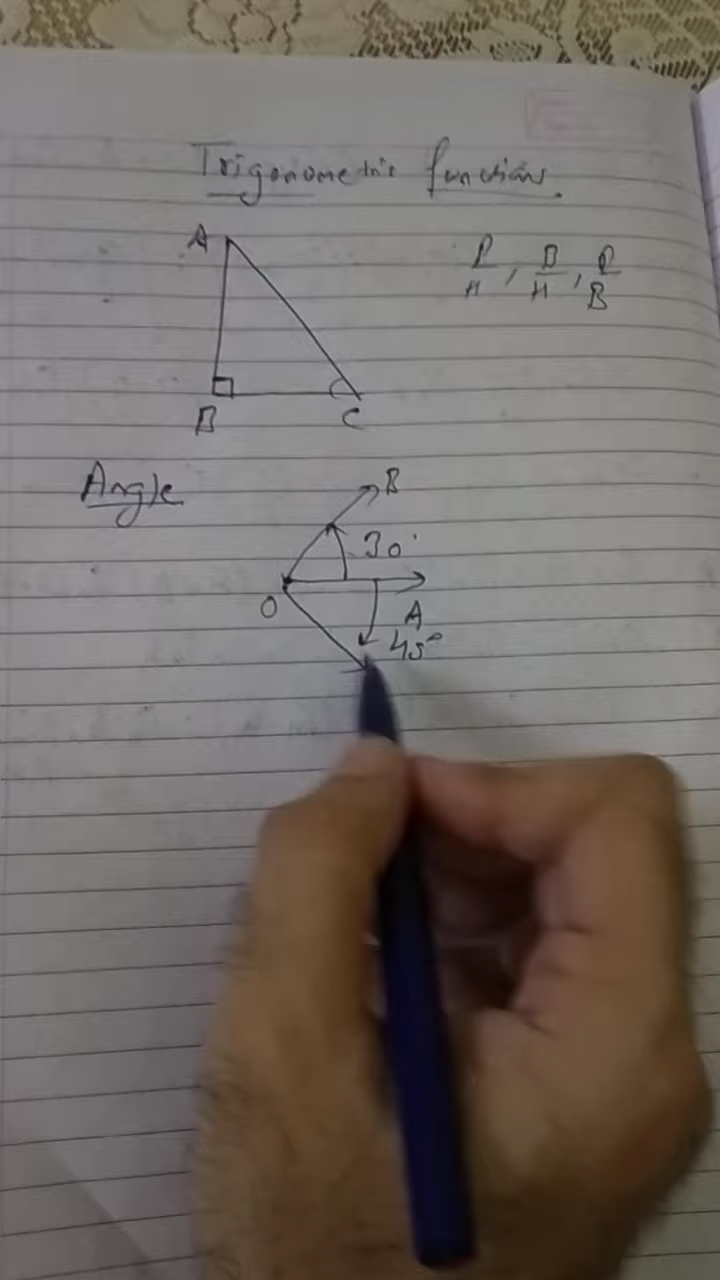 Trigonometric functions.
A
P/H, B/H, P/B
B C
Angle
B
30°
O A
45°